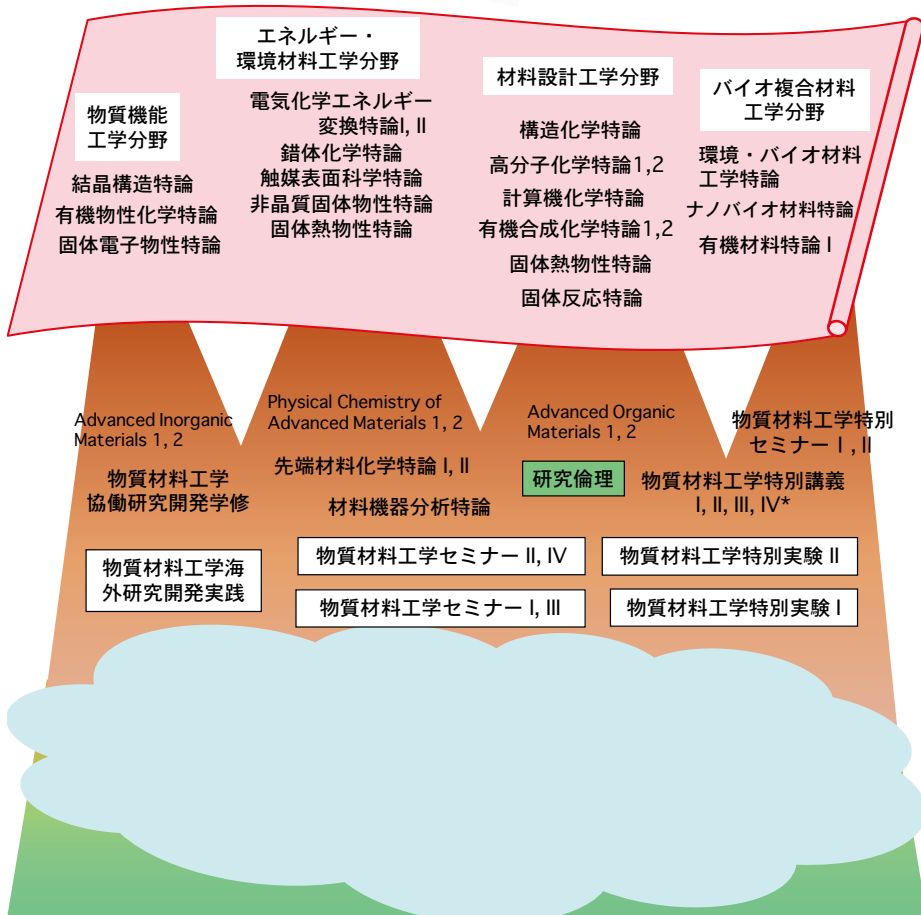 物質機能
工学分野
結晶構造特論
有機物性化学特論
固体電子物性特論
エネルギー・
環境材料工学分野
電気化学エネルギー
変換特論I, II
錯体化学特論
触媒表面科学特論
非晶質固体物性特論
固体熱物性特論
材料設計工学分野
構造化学特論
高分子化学特論1,2
計算機化学特論
有機合成化学特論1,2
固体熱物性特論
固体反応特論
バイオ複合材料
工学分野
環境・バイオ材料
工学特論
ナノバイオ材料特論
有機材料特論 I
Advanced Inorganic
Materials 1, 2
Physical Chemistry of
Advanced Materials 1, 2
Advanced Organic
Materials 1, 2
物質材料工学特別
セミナー I , II
物質材料工学
協働研究開発学修
先端材料化学特論 I, II
材料機器分析特論
研究倫理
物質材料工学特別講義
I, II, III, IV*
物質材料工学海
外研究開発実践
物質材料工学セミナー II, IV
物質材料工学特別実験 II
物質材料工学セミナー I, III
物質材料工学特別実験 I